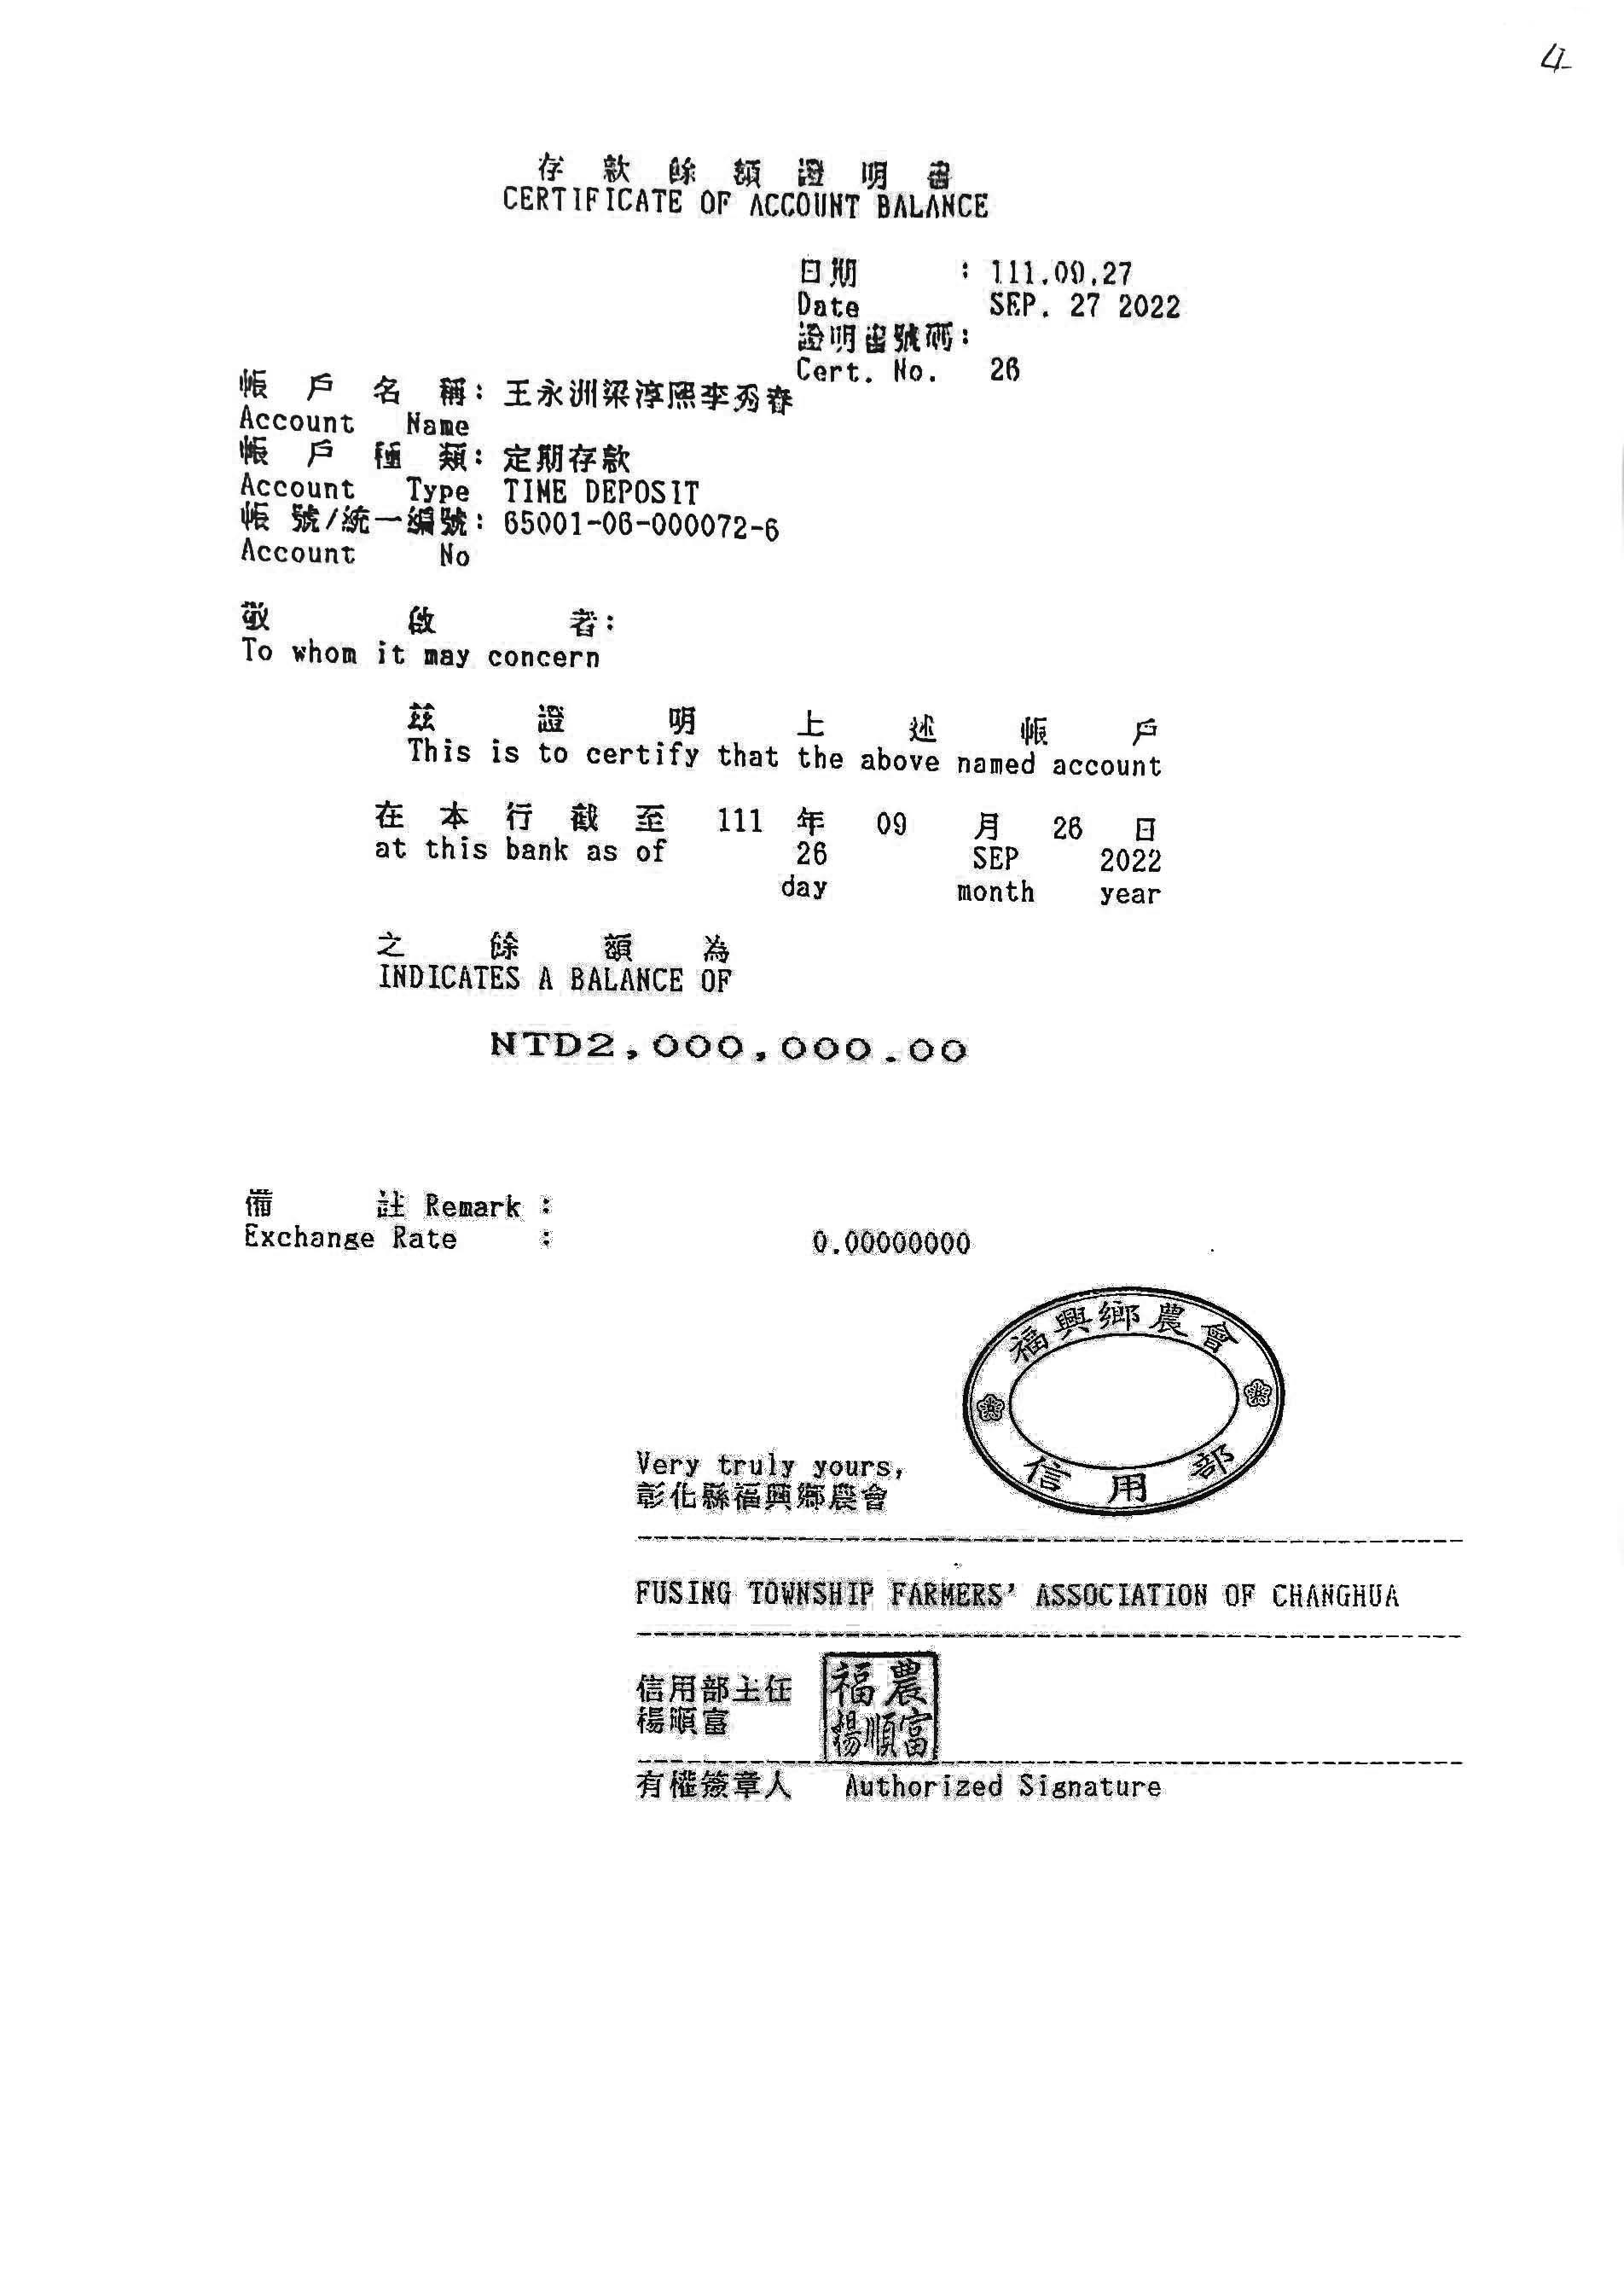 4
存款餘額證明書
CERTIFICATE OF ACCOUNT BALANCE
日期 : 111.09.27
Date SEP. 27 2022
證明書號碼:
Cert. No. 26
帳戶名稱: 王永洲梁淳熙李秀春
Account Name
帳戶種類: 定期存款
Account Type TIME DEPOSIT
帳號/統一編號: 65001-06-000072-6
Account No
敬啟者:
To whom it may concern
茲證明上述帳戶
This is to certify that the above named account
在本行截至 111 年 09 月 26 日
at this bank as of 26 SEP 2022
day month year
之餘額為
INDICATES A BALANCE OF
NTD2,000,000.00
備註 Remark :
Exchange Rate : 0.00000000
福興鄉農會
信用部
Very truly yours,
彰化縣福興鄉農會
FUSING TOWNSHIP FARMERS' ASSOCIATION OF CHANGHUA
信用部主任
楊順富
福農
楊順富
有權簽章人 Authorized Signature